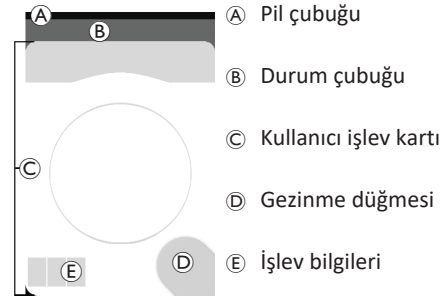 Ⓐ
Ⓑ
Ⓒ
Ⓓ
Ⓔ
Ⓐ Pil çubuğu
Ⓑ Durum çubuğu
Ⓒ Kullanıcı işlev kartı
Ⓓ Gezinme düğmesi
Ⓔ İşlev bilgileri